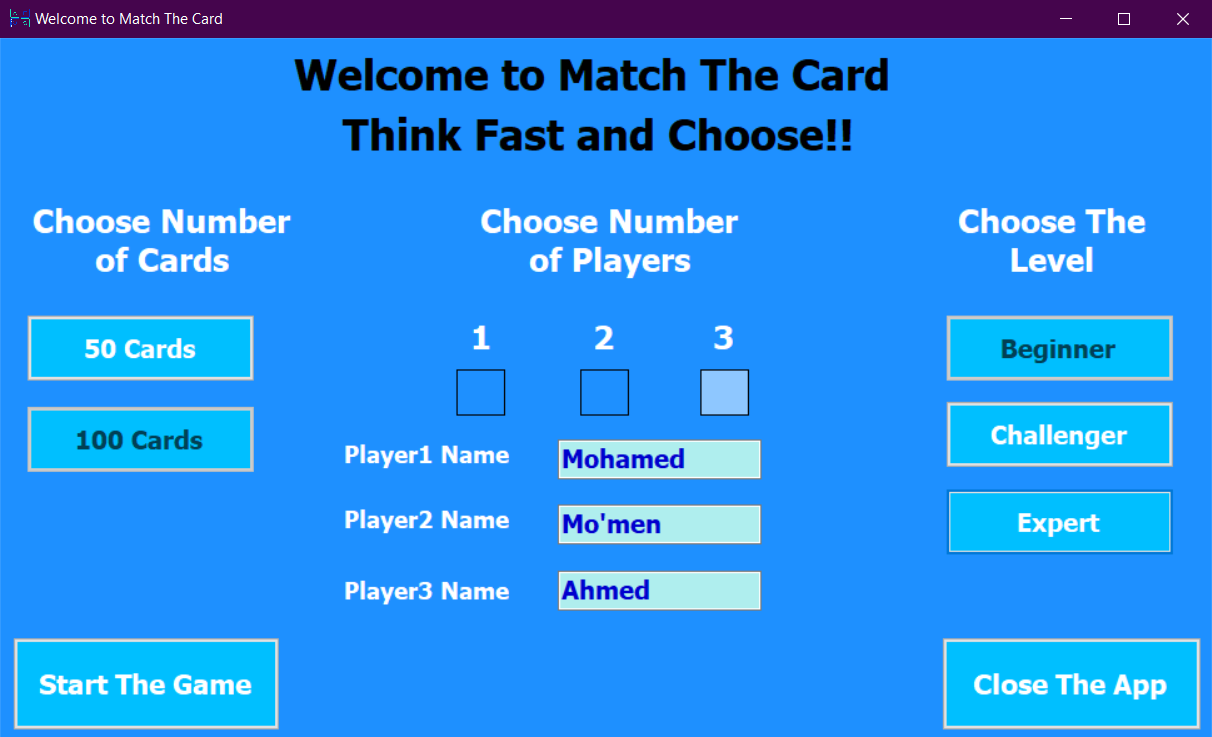 Welcome to Match The Card
Welcome to Match The Card
Think Fast and Choose!!
Choose Number
of Cards
50 Cards
100 Cards
Choose Number
of Players
1 2 3
Player1 Name Mohamed
Player2 Name Mo'men
Player3 Name Ahmed
Choose The
Level
Beginner
Challenger
Expert
Start The Game
Close The App